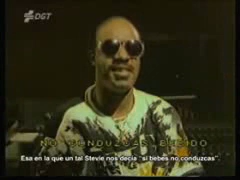 DGT
NO CONDUZCAS BEBIDO
Esa en la que un tal Stevie nos decía "si bebes no conduzcas".